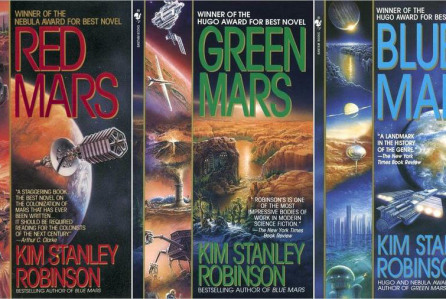 WINNER OF THE
NEBULA AWARD FOR BEST NOVEL
RED
MARS
"A STAGGERING BOOK.
THE BEST NOVEL ON
THE COLONIZATION OF
MARS THAT HAS EVER
BEEN WRITTEN.
IT SHOULD BE REQUIRED
READING FOR THE COLONISTS
OF THE NEXT CENTURY."
—Arthur C. Clarke
KIM STANLEY
ROBINSON
BESTSELLING AUTHOR OF BLUE MARS
WINNER OF THE
HUGO AWARD FOR BEST NOVEL
GREEN
MARS
"ROBINSON'S IS ONE
OF THE MOST
IMPRESSIVE BODIES OF
WORK IN MODERN
SCIENCE FICTION."
—The New York Times
Book Review
KIM STANLEY
ROBINSON
BESTSELLING AUTHOR OF BLUE MARS
WINNER OF THE
HUGO AWARD FOR BES
BLUE
MA
"A LANDMARK
IN THE HISTORY
OF THE GENRE."
—The New York
Times Book Review
KIM STAN
ROBINS
HUGO AND NEBULA AWA
AUTHOR OF GREEN MARS